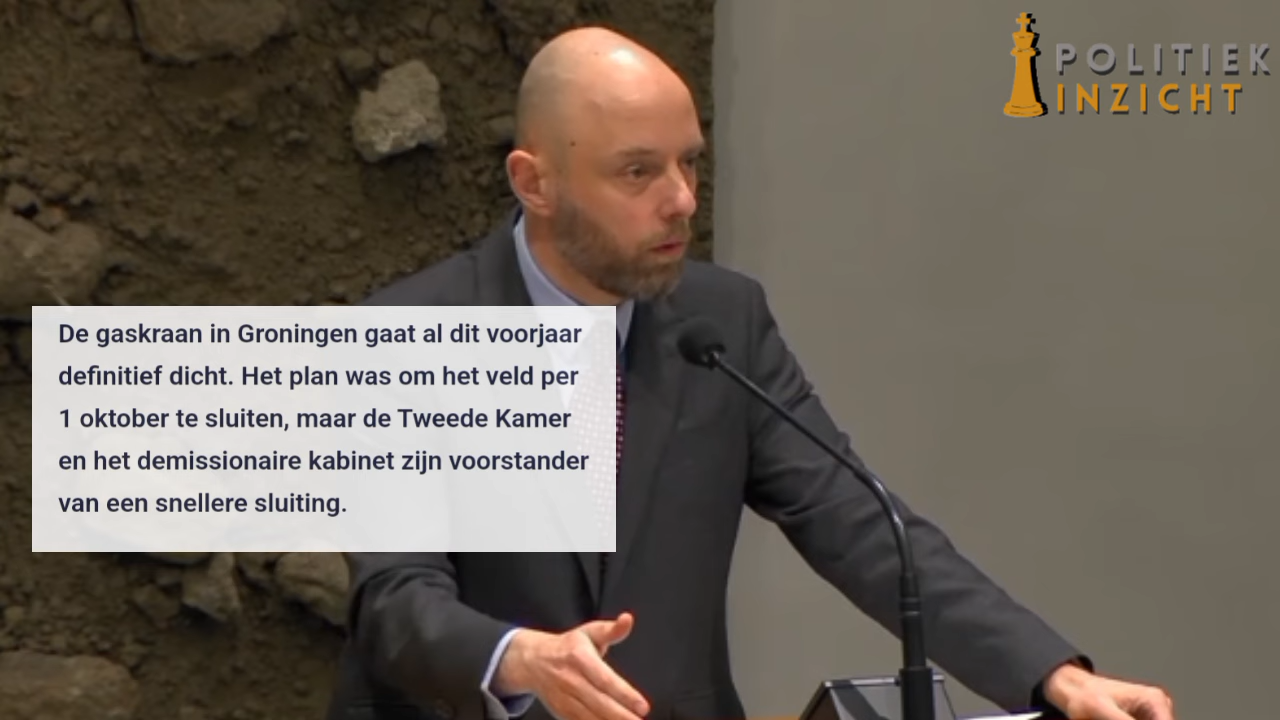 POLITIEK
INZICHT
De gaskraan in Groningen gaat al dit voorjaar
definitief dicht. Het plan was om het veld per
1 oktober te sluiten, maar de Tweede Kamer
en het demissionaire kabinet zijn voorstander
van een snellere sluiting.